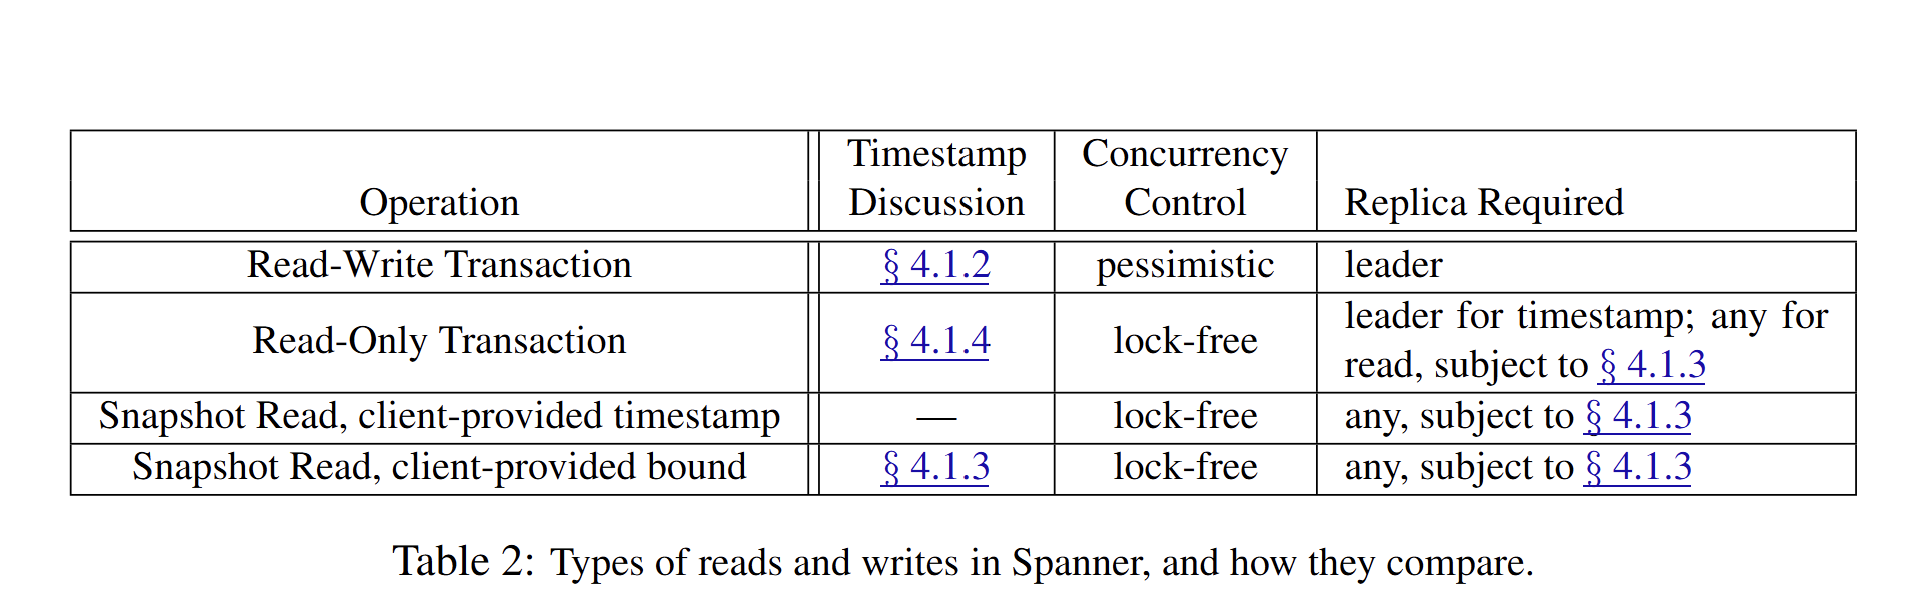 Operation Timestamp Discussion Concurrency Control Replica Required
Read-Write Transaction § 4.1.2 pessimistic leader
Read-Only Transaction § 4.1.4 lock-free leader for timestamp; any for read, subject to § 4.1.3
Snapshot Read, client-provided timestamp — lock-free any, subject to § 4.1.3
Snapshot Read, client-provided bound § 4.1.3 lock-free any, subject to § 4.1.3
Table 2: Types of reads and writes in Spanner, and how they compare.